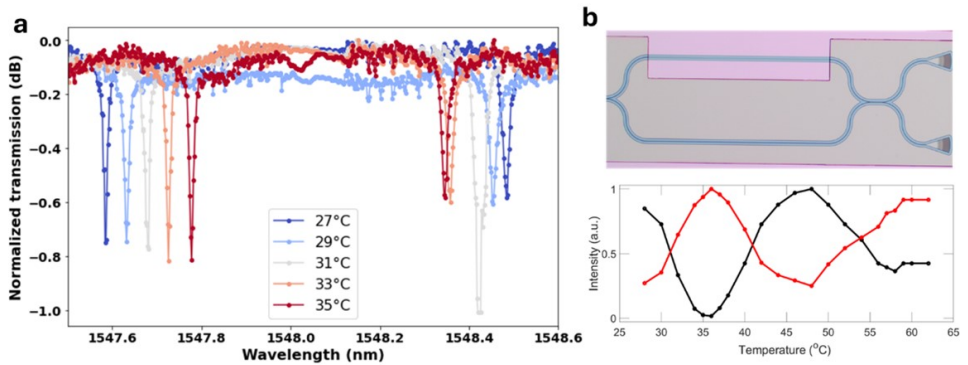 a
Normalized transmission (dB)
0.0
−0.2
−0.4
−0.6
−0.8
−1.0
27°C
29°C
31°C
33°C
35°C
1547.6 1547.8 1548.0 1548.2 1548.4 1548.6
Wavelength (nm)
b
Intensity (a.u.)
1
0.5
0
25 30 35 40 45 50 55 60 65
Temperature (°C)